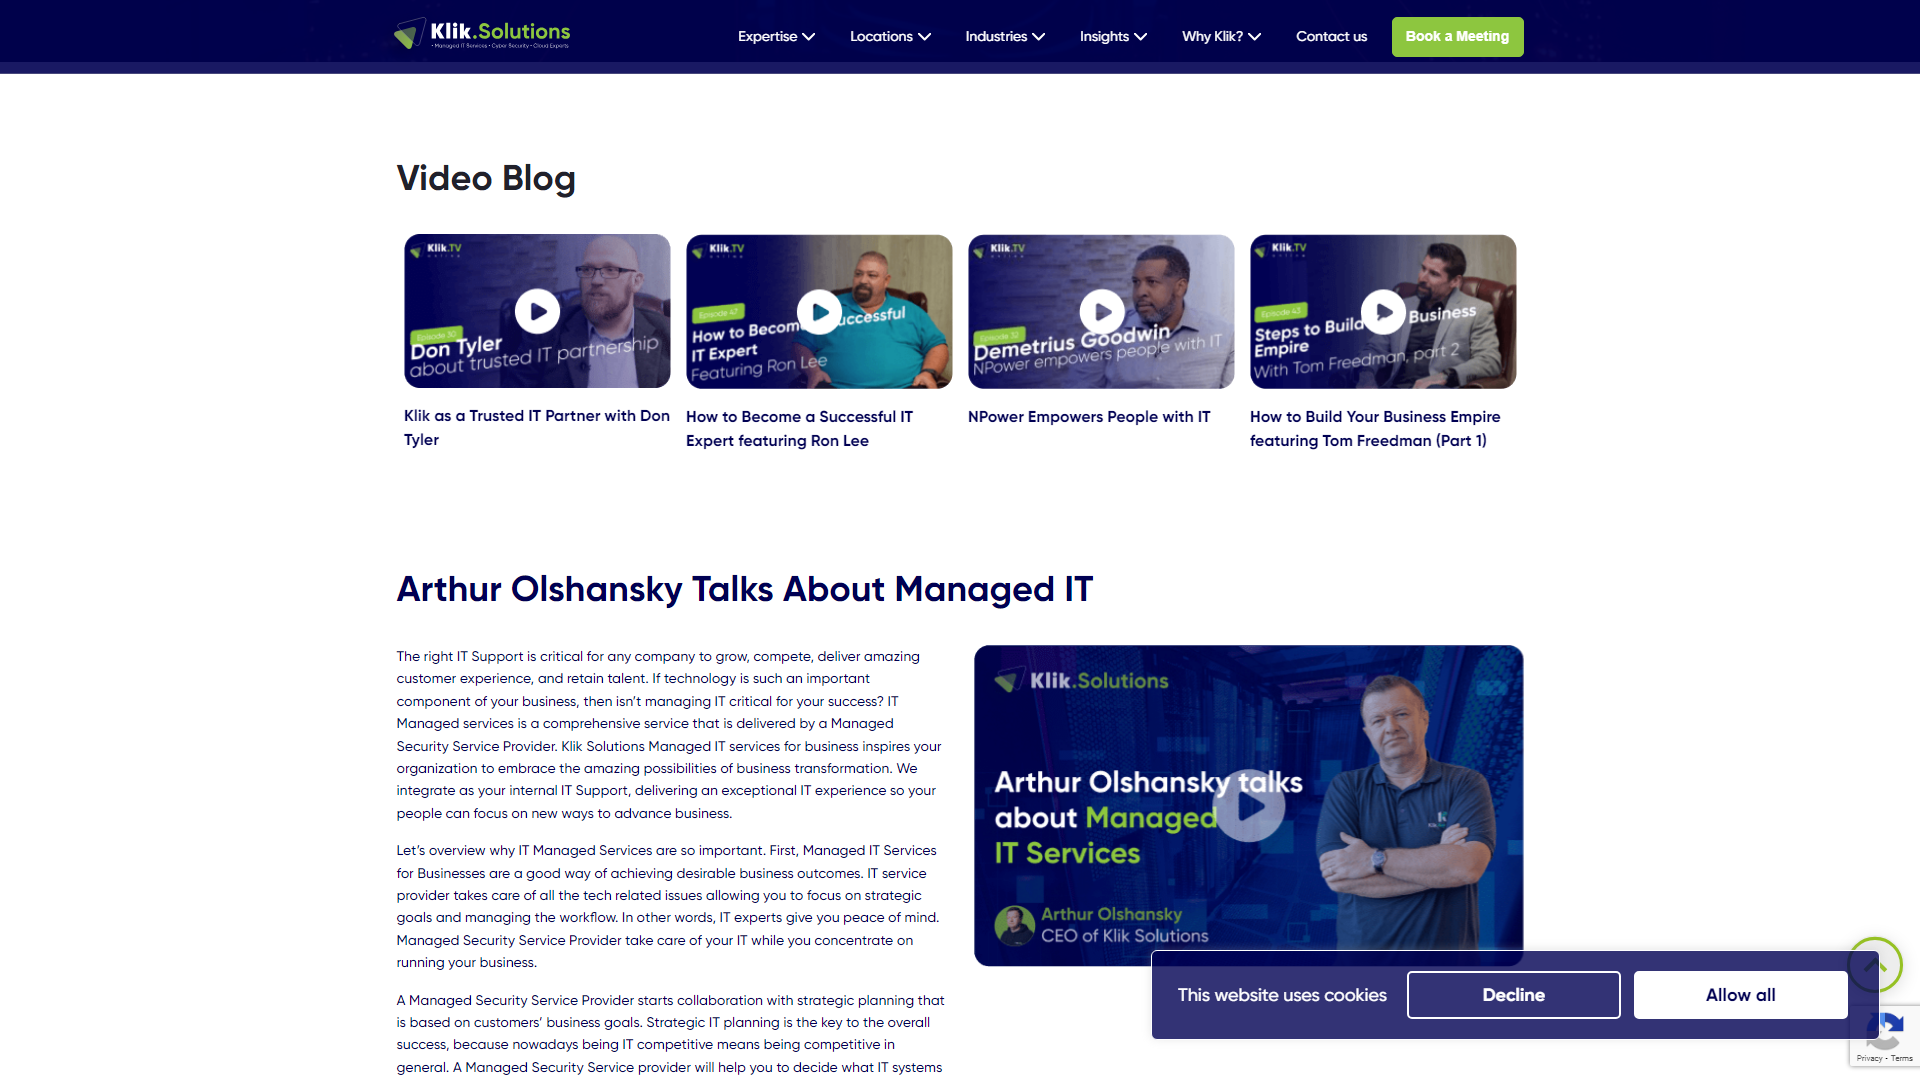 Klik.Solutions
• Managed IT Services • Cyber Security • Cloud Experts
Expertise
Locations
Industries
Insights
Why Klik?
Contact us
Book a Meeting
Video Blog
Klik.TV
online
Episode 30
Don Tyler
about trusted IT partnership
Klik as a Trusted IT Partner with Don
Tyler
Klik.TV
online
Episode 47
IT Expert
Featuring Ron Lee
How to Become a Successful IT
Expert featuring Ron Lee
Klik.TV
online
Episode 32
Demetrius Goodwin
NPower empowers people with IT
NPower Empowers People with IT
Klik.TV
online
Episode 43
Steps to Build Business
Empire
With Tom Freedman, part 2
How to Build Your Business Empire
featuring Tom Freedman (Part 1)
Arthur Olshansky Talks About Managed IT
The right IT Support is critical for any company to grow, compete, deliver amazing
customer experience, and retain talent. If technology is such an important
component of your business, then isn’t managing IT critical for your success? IT
Managed services is a comprehensive service that is delivered by a Managed
Security Service Provider. Klik Solutions Managed IT services for business inspires your
organization to embrace the amazing possibilities of business transformation. We
integrate as your internal IT Support, delivering an exceptional IT experience so your
people can focus on new ways to advance business.
Let’s overview why IT Managed Services are so important. First, Managed IT Services
for Businesses are a good way of achieving desirable business outcomes. IT service
provider takes care of all the tech related issues allowing you to focus on strategic
goals and managing the workflow. In other words, IT experts give you peace of mind.
Managed Security Service Provider take care of your IT while you concentrate on
running your business.
A Managed Security Service Provider starts collaboration with strategic planning that
is based on customers’ business goals. Strategic IT planning is the key to the overall
success, because nowadays being IT competitive means being competitive in
general. A Managed Security Service provider will help you to decide what IT systems
Klik.Solutions
Arthur Olshansky talks
about Managed
IT Services
Arthur Olshansky
CEO of Klik Solutions
This website uses cookies
Decline
Allow all
Privacy - Terms